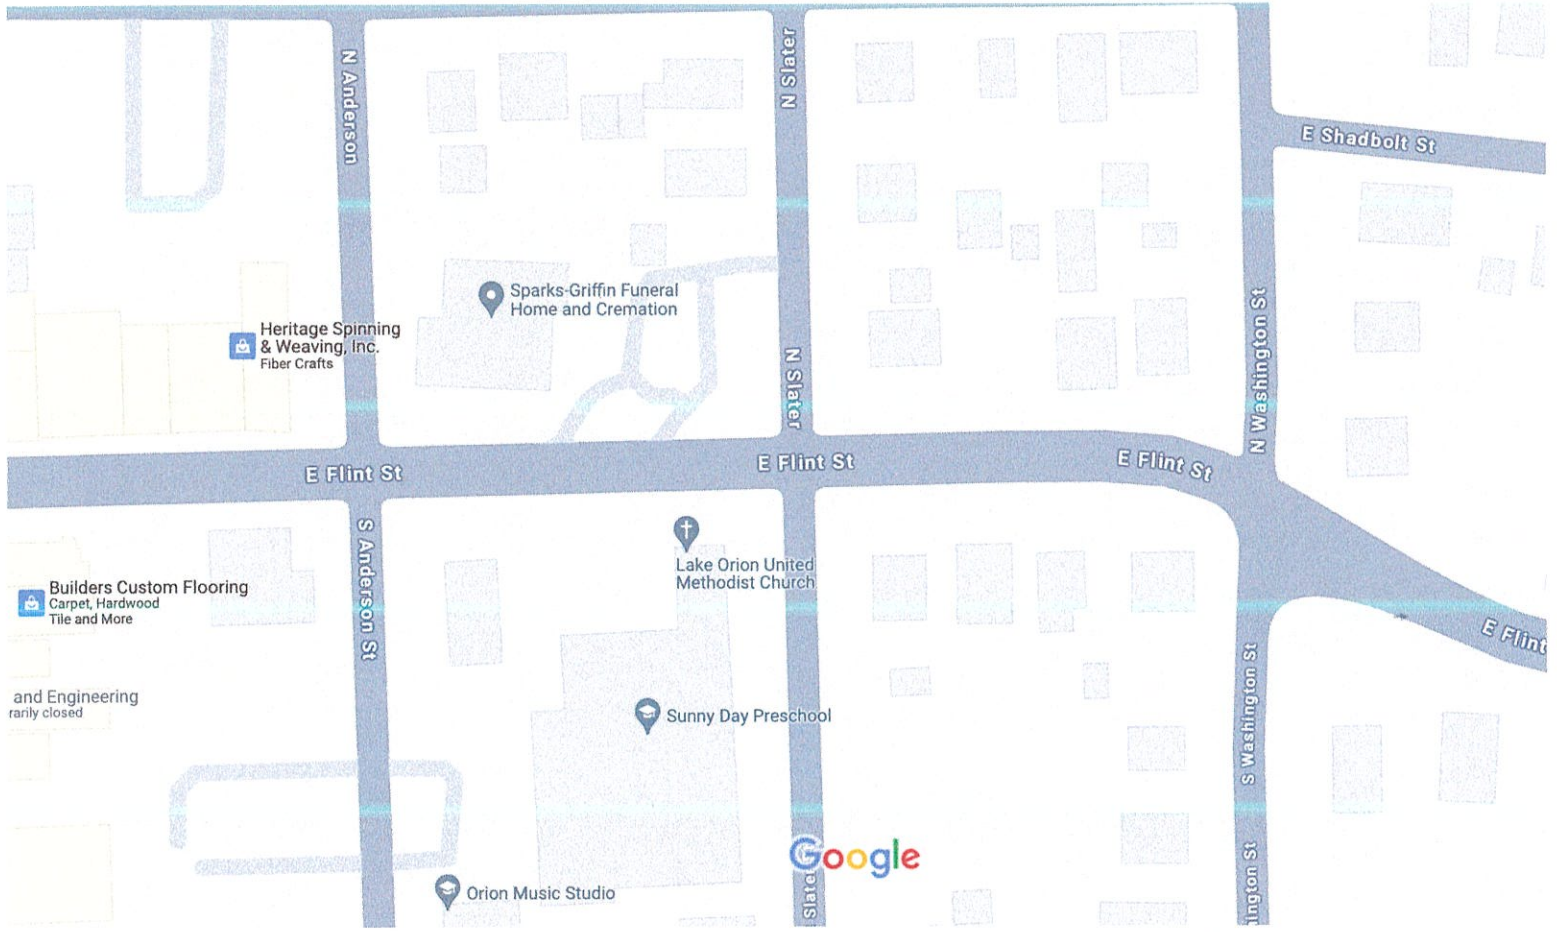 N Anderson
N Slater
E Shadbolt St
Sparks-Griffin Funeral
Home and Cremation
Heritage Spinning
& Weaving, Inc.
Fiber Crafts
N Slater
N Washington St
E Flint St
E Flint St
E Flint St
S Anderson St
Lake Orion United
Methodist Church
Builders Custom Flooring
Carpet, Hardwood
Tile and More
E Flint
S Washington St
and Engineering
rarily closed
Sunny Day Preschool
Google
Orion Music Studio
Slater
ington St